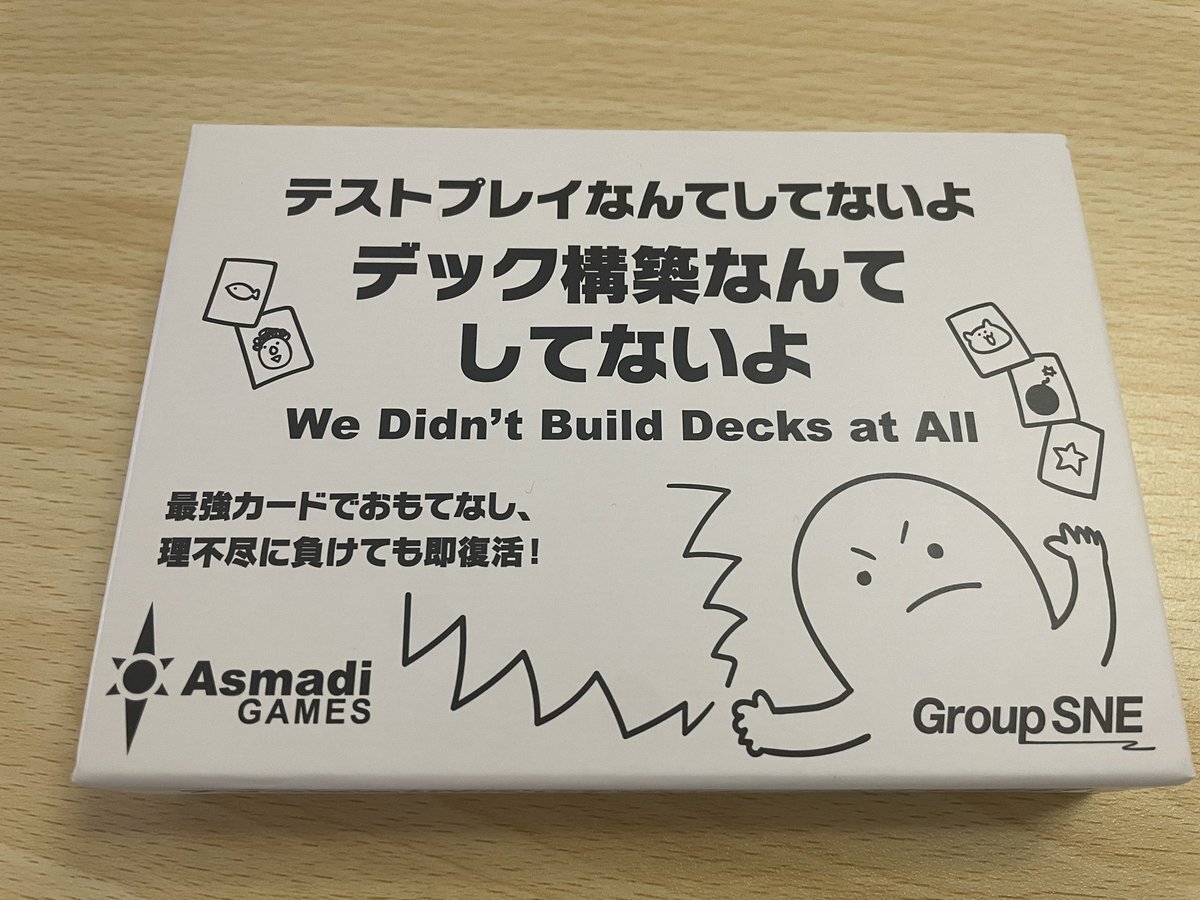 テストプレイなんてしてないよ
デック構築なんて
してないよ
We Didn't Build Decks at All
最強カードでおもてなし、
理不尽に負けても即復活！
Asmadi
GAMES
Group SNE